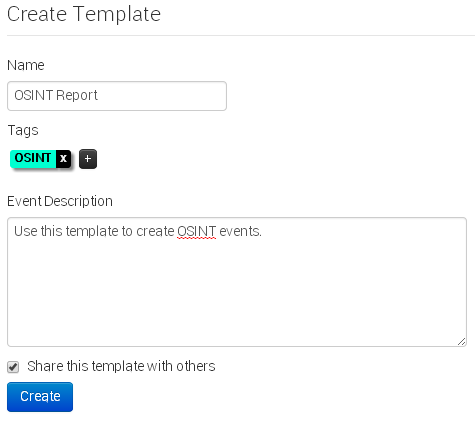 Create Template
Name
OSINT Report
Tags
OSINT x +
Event Description
Use this template to create OSINT events.
Share this template with others
Create